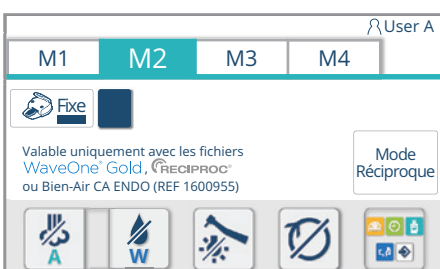 User A
M1 M2 M3 M4
Fixe
Valable uniquement avec les fichiers
WaveOne® Gold, RECIPROC®
ou Bien-Air CA ENDO (REF 1600955)
Mode
Réciproque
A
W